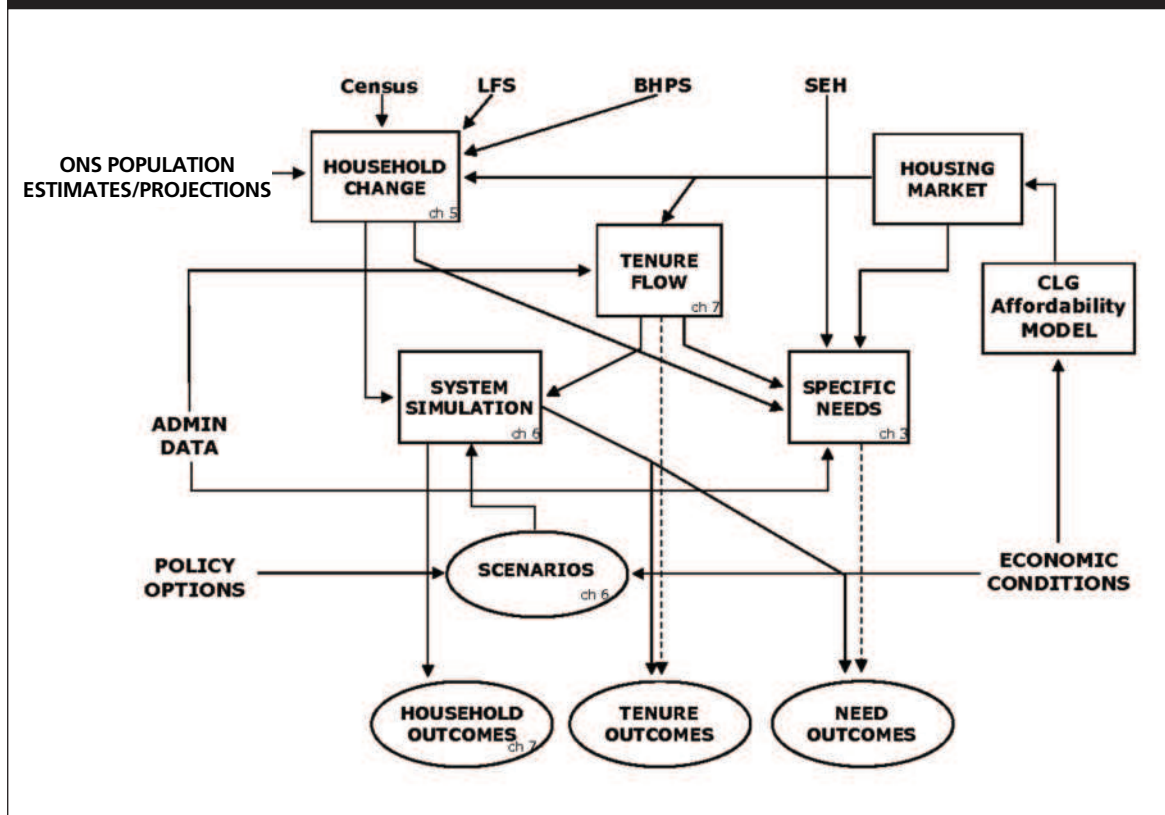 Census
LFS
BHPS
SEH
ONS POPULATION
ESTIMATES/PROJECTIONS
HOUSEHOLD
CHANGE
ch 5
HOUSING
MARKET
TENURE
FLOW
ch 7
CLG
Affordability
MODEL
SYSTEM
SIMULATION
ch 6
SPECIFIC
NEEDS
ch 3
ADMIN
DATA
POLICY
OPTIONS
SCENARIOS
ch 6
ECONOMIC
CONDITIONS
HOUSEHOLD
OUTCOMES
ch 7
TENURE
OUTCOMES
NEED
OUTCOMES